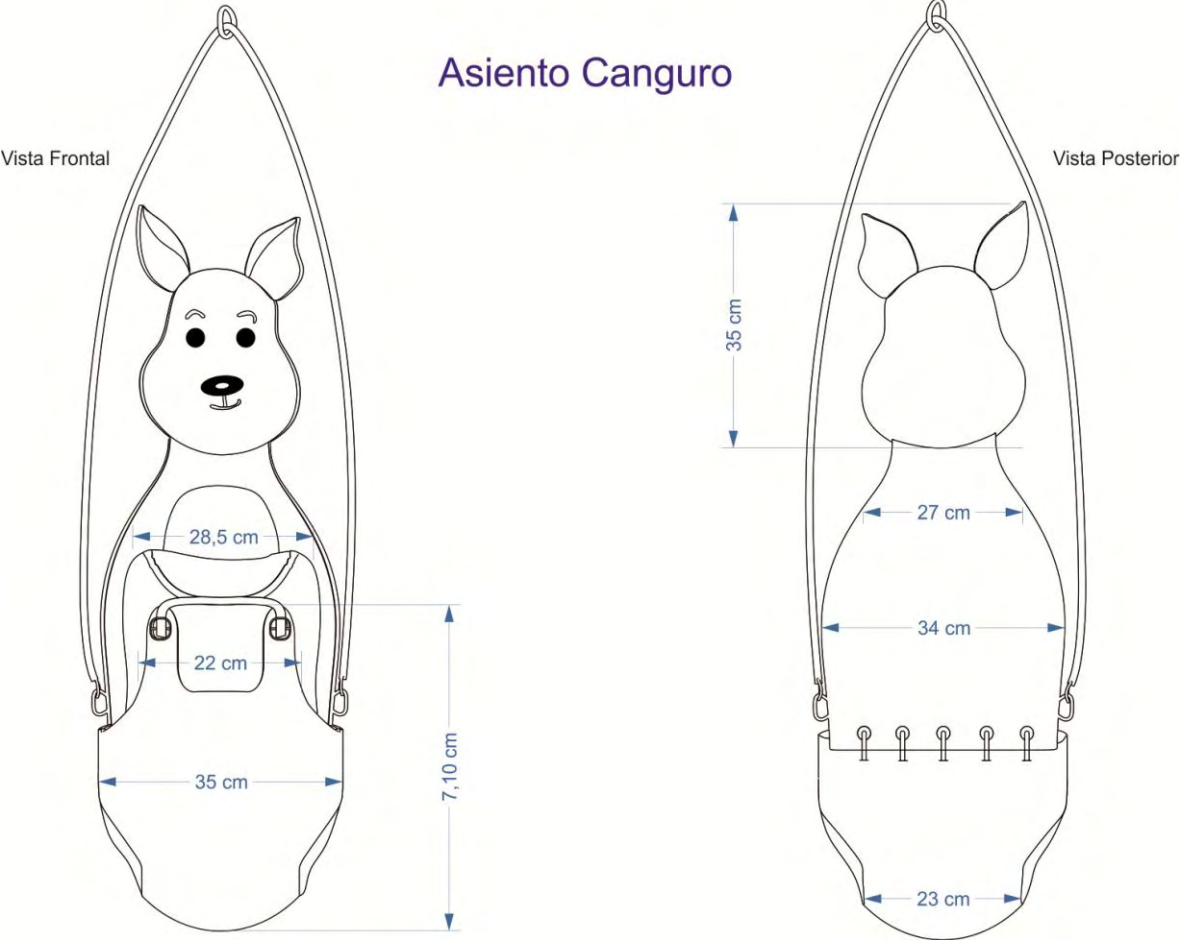 Asiento Canguro
Vista Frontal
Vista Posterior
35 cm
28,5 cm
27 cm
34 cm
22 cm
35 cm
7,10 cm
23 cm